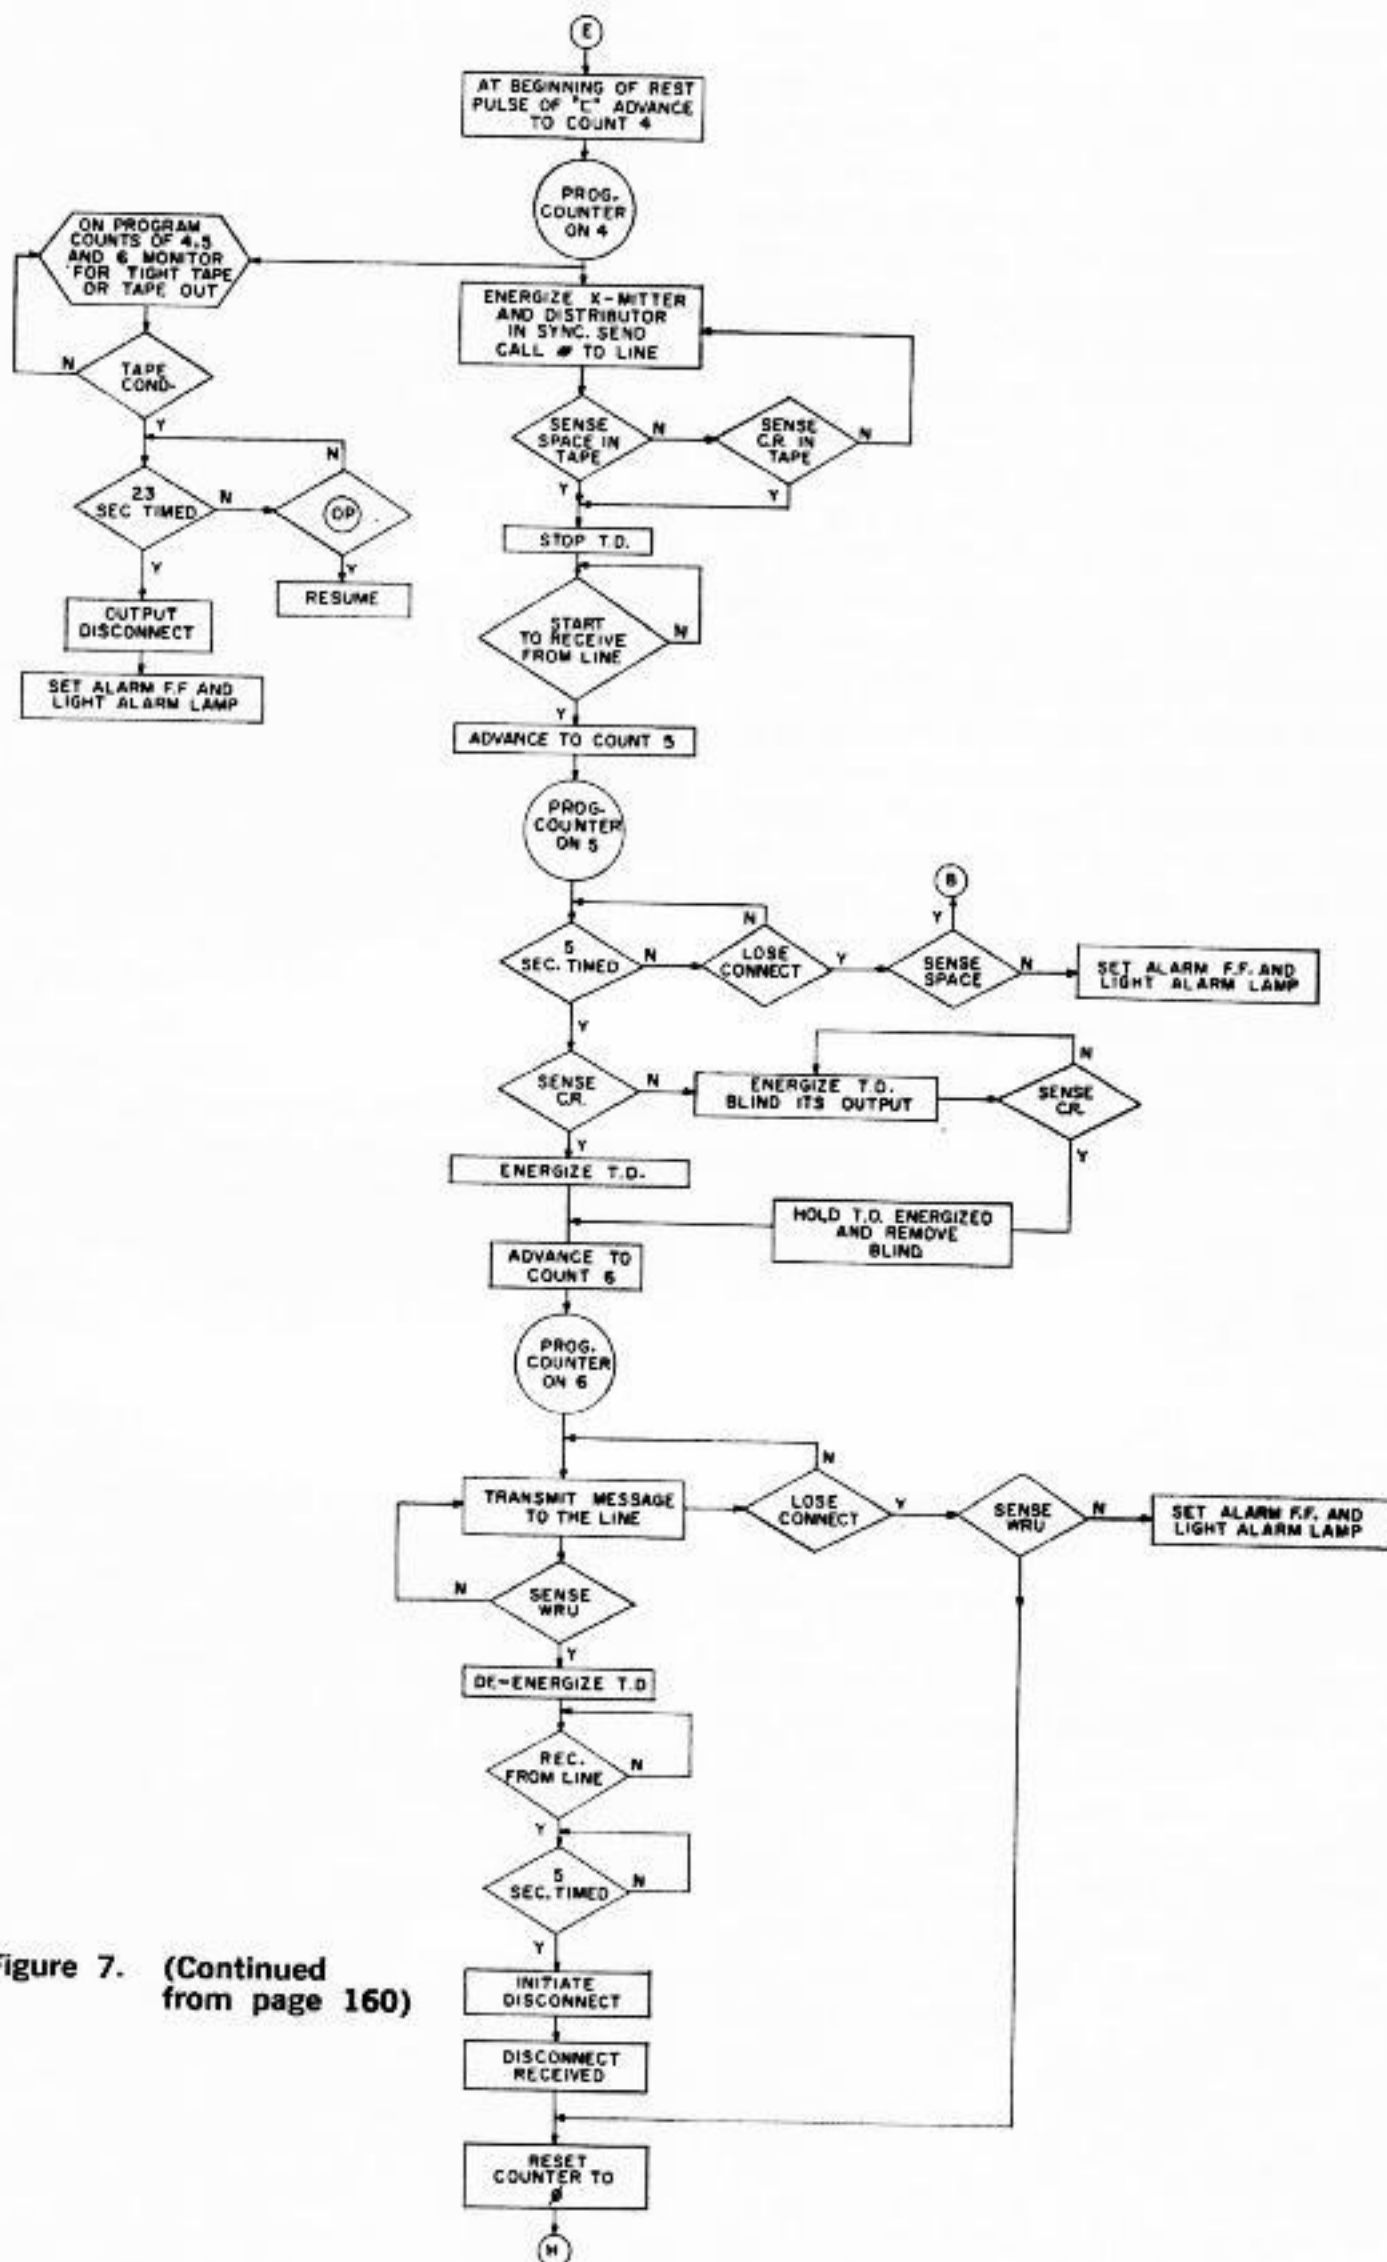 E
AT BEGINNING OF REST
PULSE OF "C" ADVANCE
TO COUNT 4
PROG.
COUNTER
ON 4
ON PROGRAM
COUNTS OF 4,5
AND 6 MONITOR
FOR TIGHT TAPE
OR TAPE OUT
ENERGIZE X-MITTER
AND DISTRIBUTOR
IN SYNC. SEND
CALL # TO LINE
N
TAPE
COND-
Y
SENSE
SPACE IN
TAPE
N
SENSE
C.R. IN
TAPE
N
Y
Y
N
23
SEC TIMED
N
OP
Y
Y
STOP T.D.
RESUME
OUTPUT
DISCONNECT
START
TO RECEIVE
FROM LINE
N
SET ALARM F.F AND
LIGHT ALARM LAMP
Y
ADVANCE TO COUNT 5
PROG-
COUNTER
ON 5
B
N
Y
5
SEC. TIMED
N
LOSE
CONNECT
Y
SENSE
SPACE
N
SET ALARM F.F. AND
LIGHT ALARM LAMP
Y
N
SENSE
C.R.
N
ENERGIZE T.D.
BLIND ITS OUTPUT
SENSE
C.R.
Y
Y
ENERGIZE T.D.
HOLD T.D. ENERGIZED
AND REMOVE
BLIND
ADVANCE TO
COUNT 6
PROG.
COUNTER
ON 6
N
TRANSMIT MESSAGE
TO THE LINE
LOSE
CONNECT
Y
SENSE
WRU
N
SET ALARM F.F. AND
LIGHT ALARM LAMP
N
SENSE
WRU
Y
DE-ENERGIZE T.D
REC.
FROM LINE
N
Y
5
SEC. TIMED
N
Y
Figure 7. (Continued
from page 160)
INITIATE
DISCONNECT
DISCONNECT
RECEIVED
RESET
COUNTER TO
Ø
H